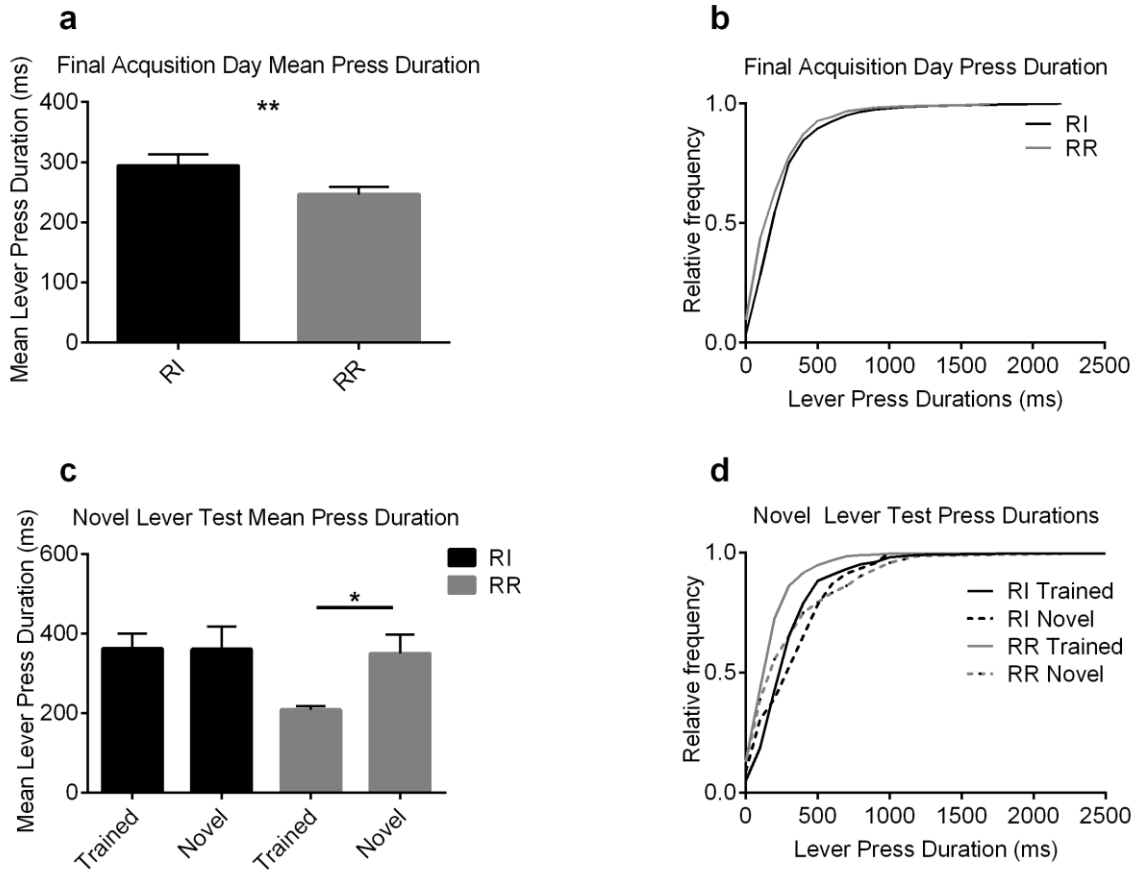 a
Final Acqusition Day Mean Press Duration
Mean Lever Press Duration (ms)
400
300
200
100
0
**
RI
RR
b
Final Acquisition Day Press Duration
Relative frequency
1.0
0.5
0.0
RI
RR
0 500 1000 1500 2000 2500
Lever Press Durations (ms)
c
Novel Lever Test Mean Press Duration
Mean Lever Press Duration (ms)
600
400
200
0
RI
RR
*
Trained
Novel
Trained
Novel
d
Novel Lever Test Press Durations
Relative frequency
1.0
0.5
0.0
RI Trained
RI Novel
RR Trained
RR Novel
0 500 1000 1500 2000 2500
Lever Press Duration (ms)